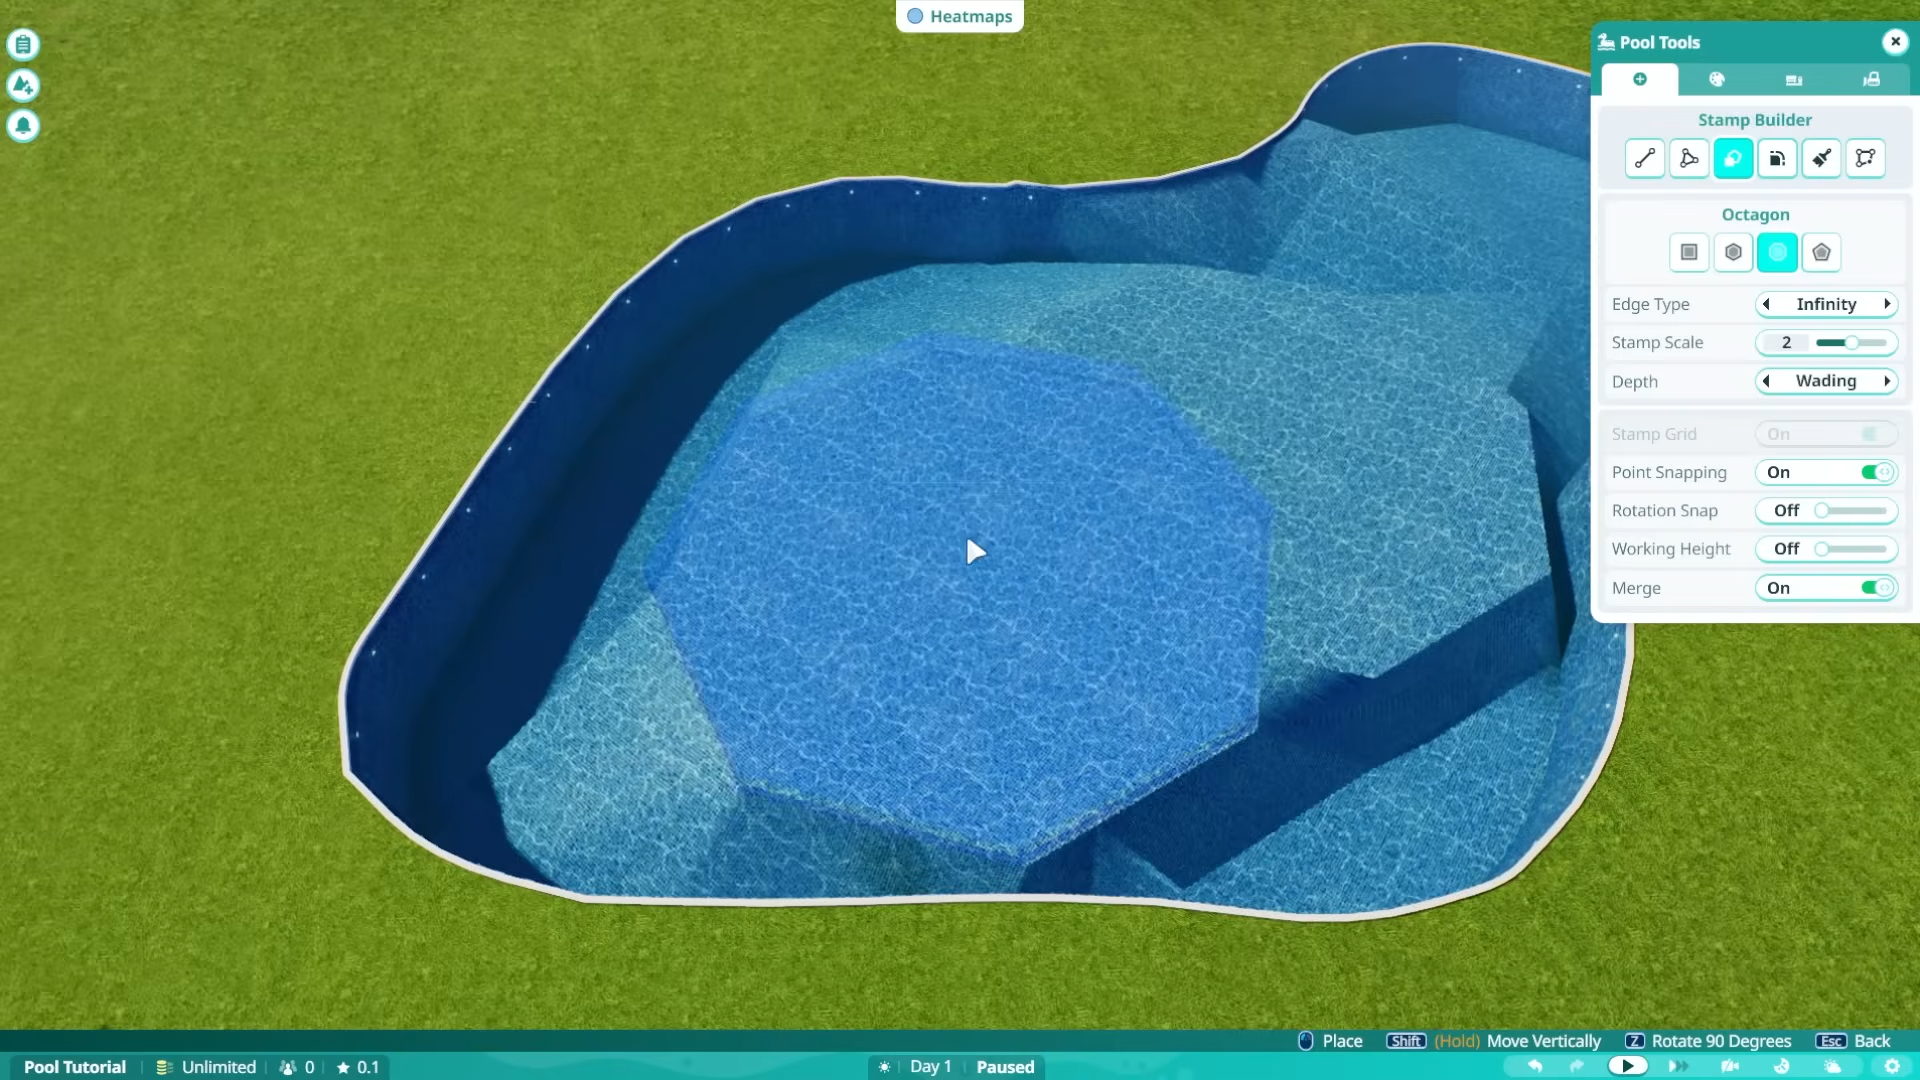 Heatmaps
Pool Tools
Stamp Builder
Octagon
Edge Type Infinity
Stamp Scale 2
Depth Wading
Stamp Grid On
Point Snapping On
Rotation Snap Off
Working Height Off
Merge On
Place Shift (Hold) Move Vertically Z Rotate 90 Degrees Esc Back
Pool Tutorial Unlimited 0 0.1 Day 1 Paused